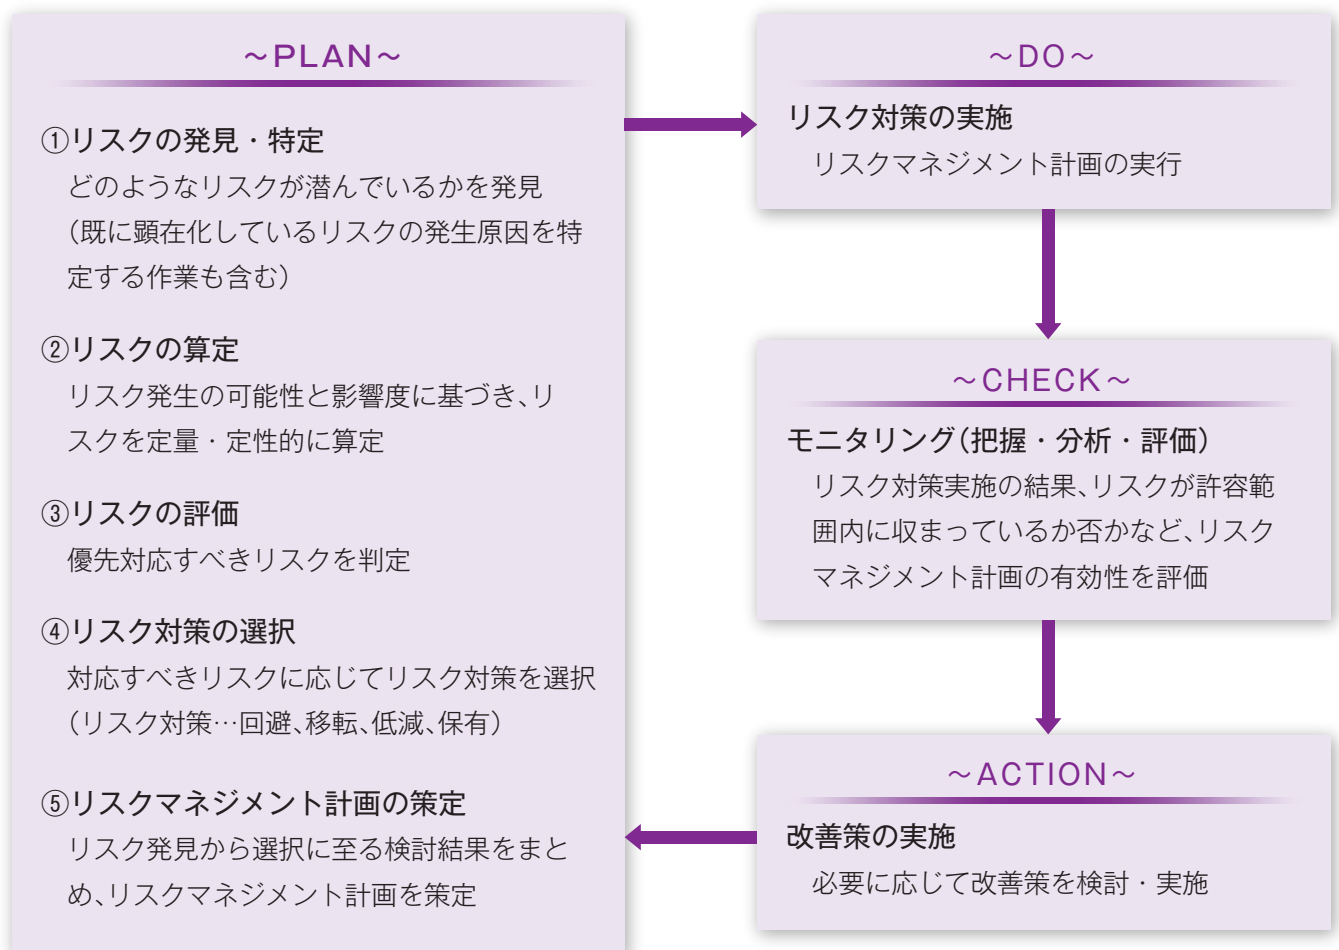 ～PLAN～
①リスクの発見・特定
どのようなリスクが潜んでいるかを発見
（既に顕在化しているリスクの発生原因を特
定する作業も含む）
②リスクの算定
リスク発生の可能性と影響度に基づき、リ
スクを定量・定性的に算定
③リスクの評価
優先対応すべきリスクを判定
④リスク対策の選択
対応すべきリスクに応じてリスク対策を選択
（リスク対策…回避、移転、低減、保有）
⑤リスクマネジメント計画の策定
リスク発見から選択に至る検討結果をまと
め、リスクマネジメント計画を策定
～DO～
リスク対策の実施
リスクマネジメント計画の実行
～CHECK～
モニタリング（把握・分析・評価）
リスク対策実施の結果、リスクが許容範
囲内に収まっているか否かなど、リスク
マネジメント計画の有効性を評価
～ACTION～
改善策の実施
必要に応じて改善策を検討・実施